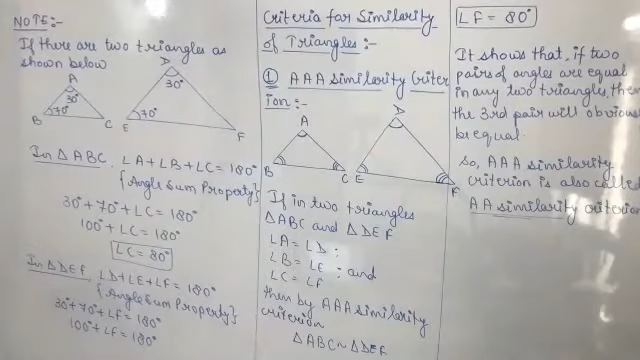 NOTE:-
If there are two triangles as
shown below
A
30°
70°
B
C
D
30°
70°
E
F
In △ABC, ∠A+∠B+∠C=180°
{Angle Sum Property}
30°+70°+∠C=180°
100°+∠C=180°
∠C=80°
In △DEF, ∠D+∠E+∠F=180°
{Angle Sum Property}
30°+70°+∠F=180°
100°+∠F=180°
Criteria for Similarity
of Triangles:-
① AAA similarity Criter
ion:-
A
B
C
D
E
F
If in two triangles
△ABC and △DEF
∠A=∠D;
∠B=∠E; and
∠C=∠F
then by AAA similarity
criterion
△ABC~△DEF
∠F=80°
It shows that, if two
pairs of angles are equal
in any two triangles, then
the 3rd pair will obvious
be equal.
So, AAA similarity
criterion is also called
AA similarity criterion